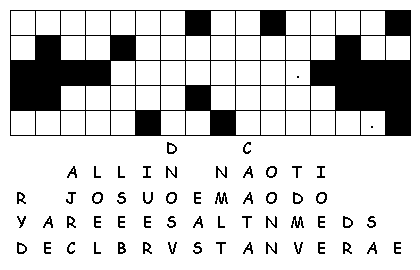 D C
A L L I N N A O T I
R J O S U O E M A O D O
Y A R E E E S A L T N M E D S
D E C L B R V S T A N V E R A E